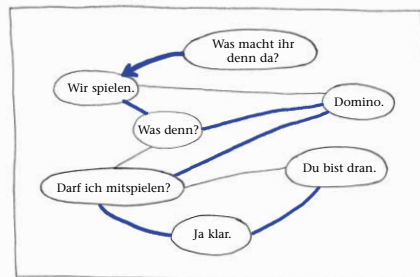 Was macht ihr
denn da?
Wir spielen.
Domino.
Was denn?
Du bist dran.
Darf ich mitspielen?
Ja klar.